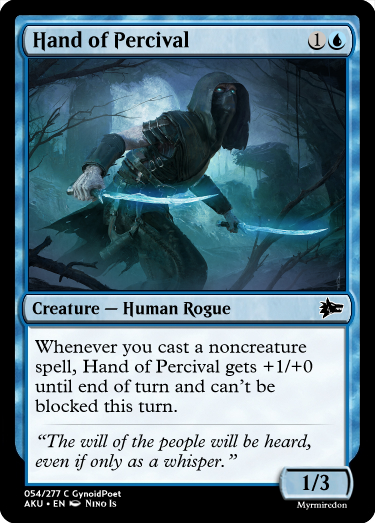 Hand of Percival 1
Creature — Human Rogue
Whenever you cast a noncreature
spell, Hand of Percival gets +1/+0
until end of turn and can't be
blocked this turn.
“The will of the people will be heard,
even if only as a whisper.”
1/3
054/277 C GynoidPoet
AKU • EN Nino Is
Myrmiredon